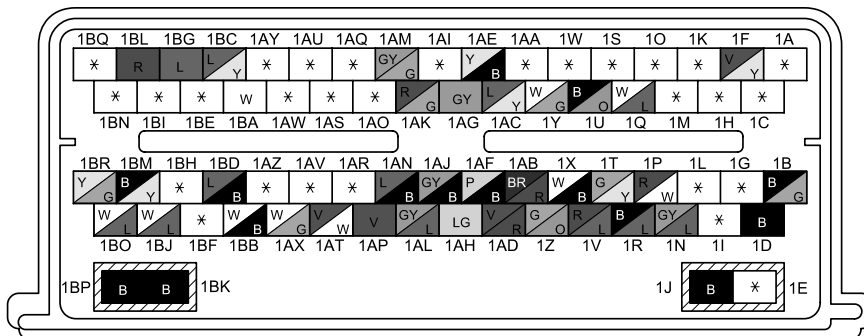 1BQ 1BL 1BG 1BC 1AY 1AU 1AQ 1AM 1AI 1AE 1AA 1W 1S 1O 1K 1F 1A
* R L L Y * * * GY G * Y B * * * * * V Y *
* * * W * * * R G GY L Y W G B O W L * * *
1BN 1BI 1BE 1BA 1AW 1AS 1AO 1AK 1AG 1AC 1Y 1U 1Q 1M 1H 1C
1BR 1BM 1BH 1BD 1AZ 1AV 1AR 1AN 1AJ 1AF 1AB 1X 1T 1P 1L 1G 1B
Y G B Y * L B * * * L B GY B P B BR R W B G Y R W * * B G
W L W L * W B W G V W V GY L LG V R G O R L B L GY L * B
1BO 1BJ 1BF 1BB 1AX 1AT 1AP 1AL 1AH 1AD 1Z 1V 1R 1N 1I 1D
1BP B B 1BK 1J B * 1E